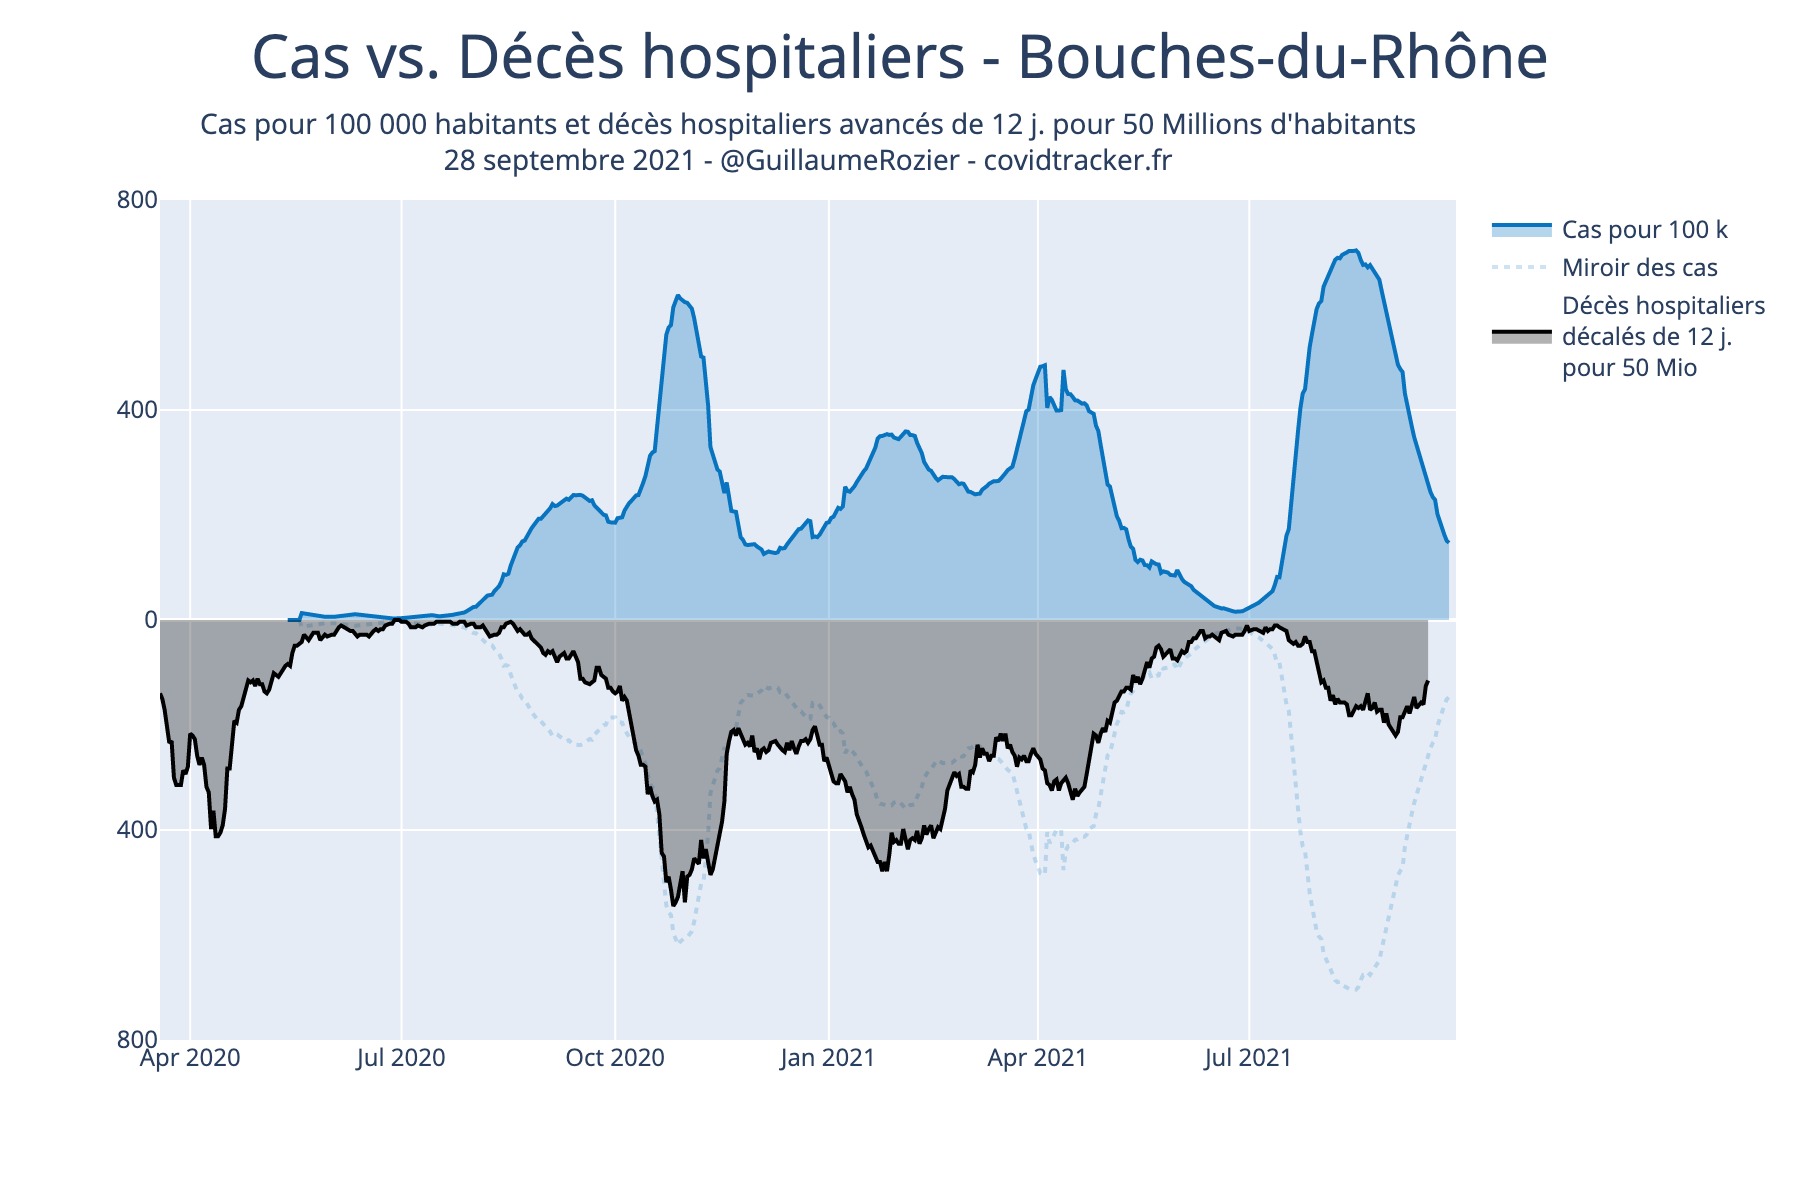 Cas vs. Décès hospitaliers - Bouches-du-Rhône
Cas pour 100 000 habitants et décès hospitaliers avancés de 12 j. pour 50 Millions d'habitants
28 septembre 2021 - @GuillaumeRozier - covidtracker.fr
800
400
0
400
800
Apr 2020
Jul 2020
Oct 2020
Jan 2021
Apr 2021
Jul 2021
Cas pour 100 k
Miroir des cas
Décès hospitaliers
décalés de 12 j.
pour 50 Mio